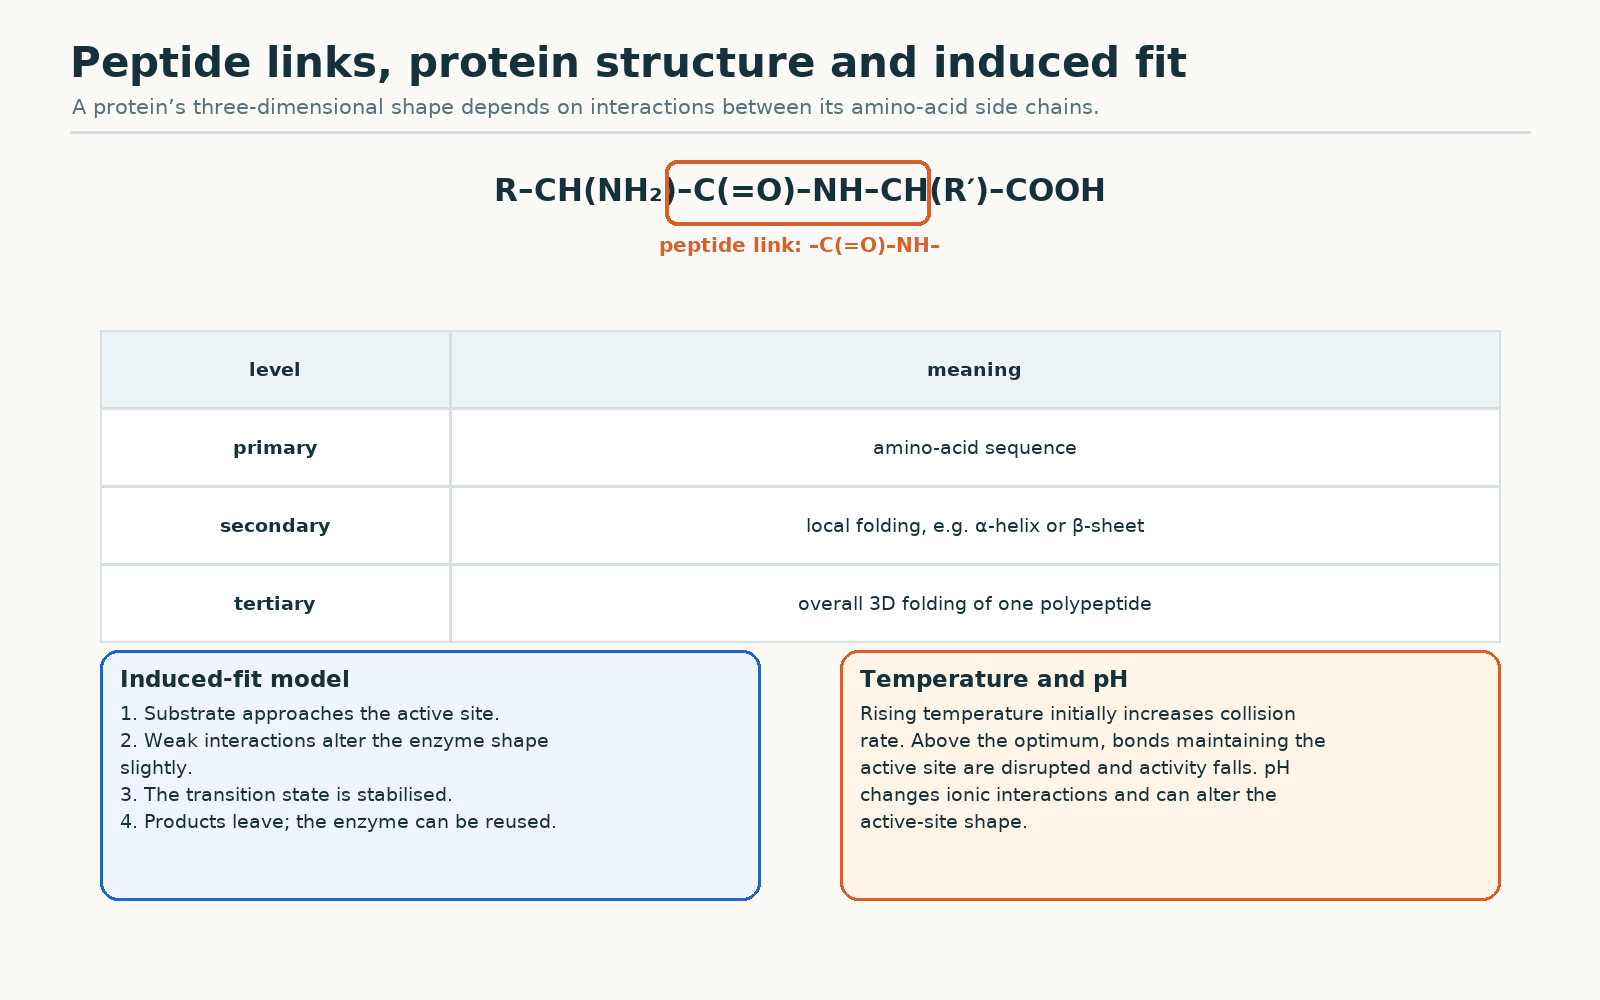 Peptide links, protein structure and induced fit
A protein’s three-dimensional shape depends on interactions between its amino-acid side chains.
R–CH(NH₂)–C(=O)–NH–CH(R′)–COOH
peptide link: –C(=O)–NH–
level meaning
primary amino-acid sequence
secondary local folding, e.g. α-helix or β-sheet
tertiary overall 3D folding of one polypeptide
Induced-fit model
1. Substrate approaches the active site.
2. Weak interactions alter the enzyme shape
slightly.
3. The transition state is stabilised.
4. Products leave; the enzyme can be reused.
Temperature and pH
Rising temperature initially increases collision
rate. Above the optimum, bonds maintaining the
active site are disrupted and activity falls. pH
changes ionic interactions and can alter the
active-site shape.